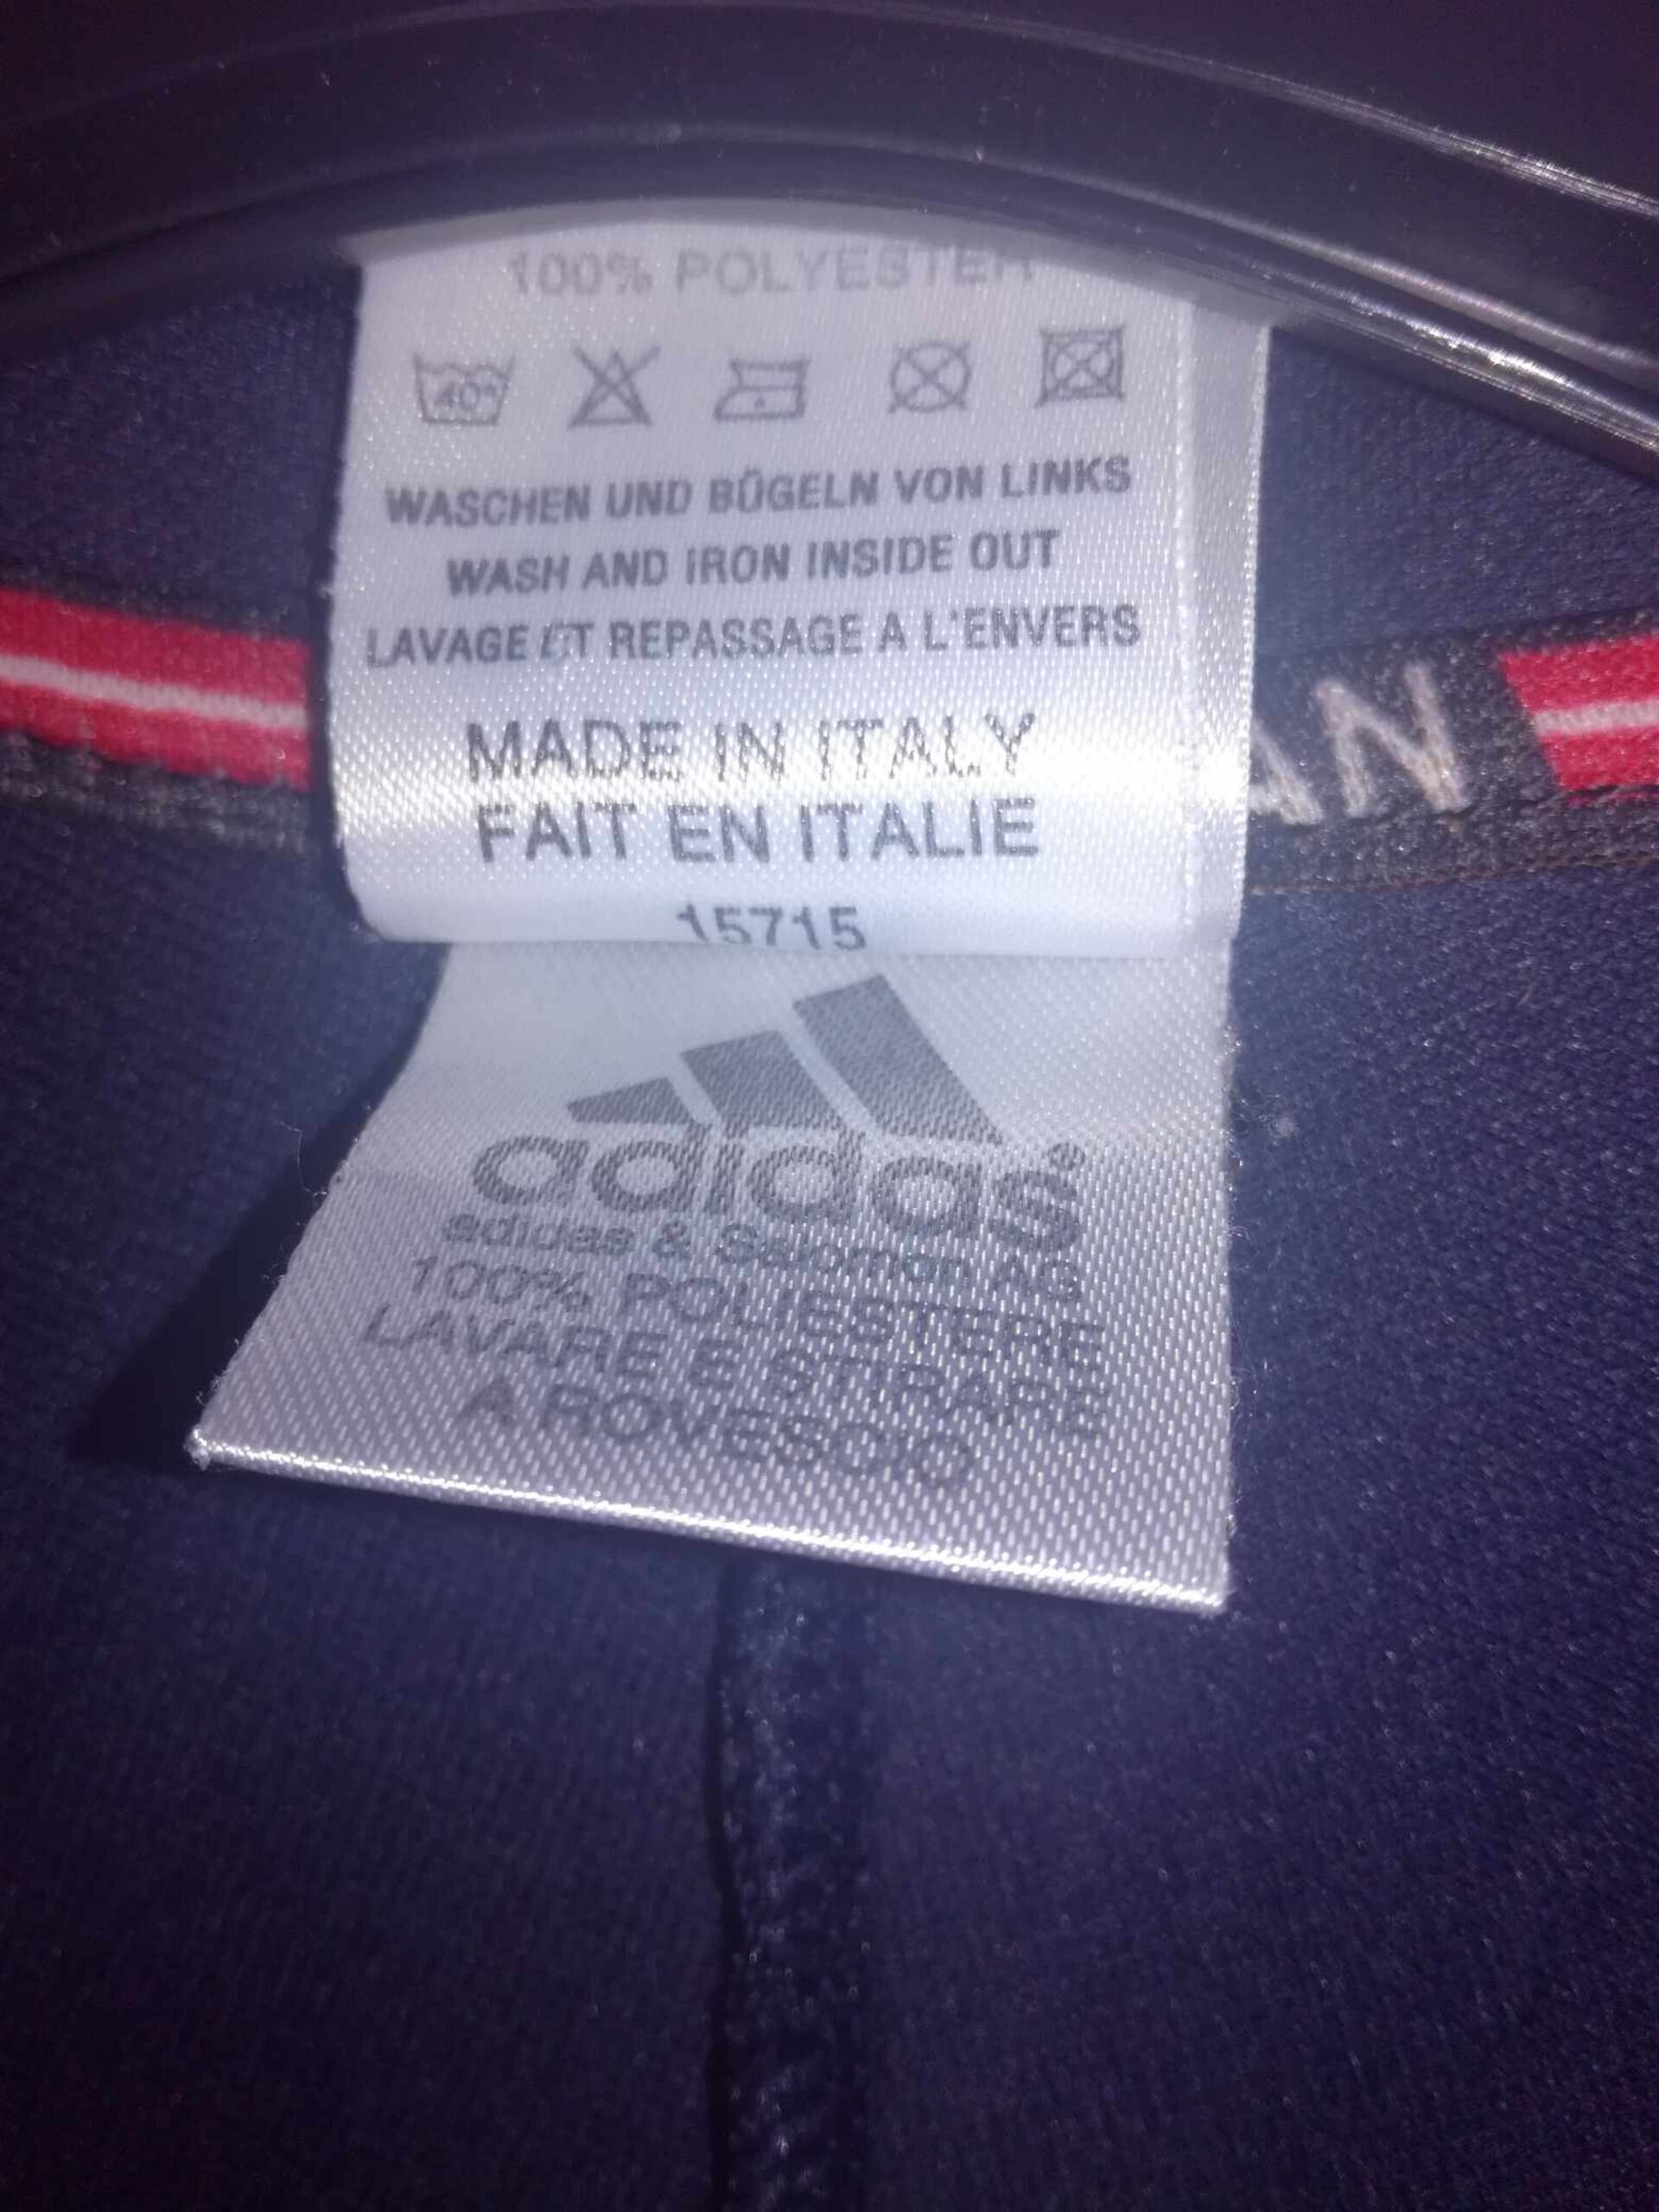 100% POLYESTER
40°
WASCHEN UND BÜGELN VON LINKS
WASH AND IRON INSIDE OUT
LAVAGE ET REPASSAGE A L'ENVERS
MADE IN ITALY
FAIT EN ITALIE
15715
AN
adidas®
adidas & Salomon AG
100% POLIESTERE
LAVARE E STIRARE
A ROVESCIO